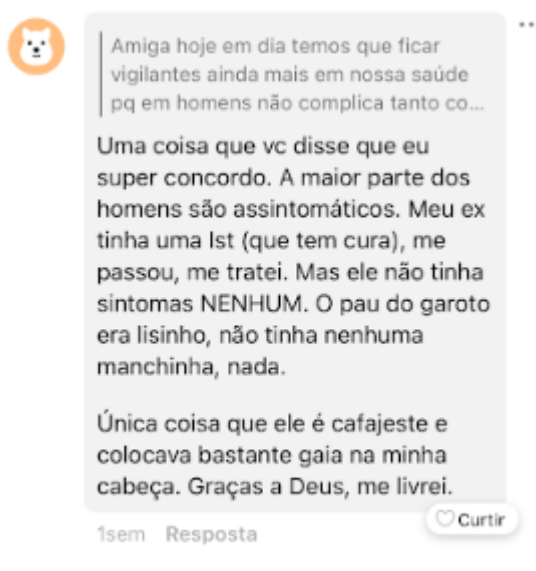 Amiga hoje em dia temos que ficar
vigilantes ainda mais em nossa saúde
pq em homens não complica tanto co...
Uma coisa que vc disse que eu
super concordo. A maior parte dos
homens são assintomáticos. Meu ex
tinha uma Ist (que tem cura), me
passou, me tratei. Mas ele não tinha
sintomas NENHUM. O pau do garoto
era lisinho, não tinha nenhuma
manchinha, nada.
Única coisa que ele é cafajeste e
colocava bastante gaia na minha
cabeça. Graças a Deus, me livrei.
Curtir
1sem Resposta